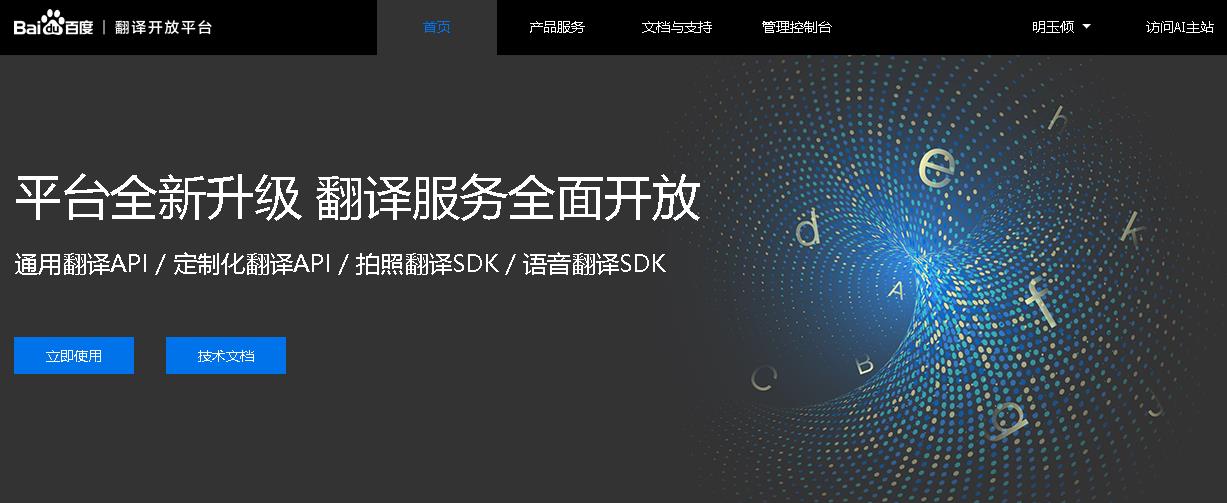 Bai du 百度 | 翻译开放平台
首页 产品服务 文档与支持 管理控制台 明玉倾 访问AI主站
平台全新升级 翻译服务全面开放
通用翻译API / 定制化翻译API / 拍照翻译SDK / 语音翻译SDK
立即使用 技术文档
h
e
d
k
A
f
B
C
g
J